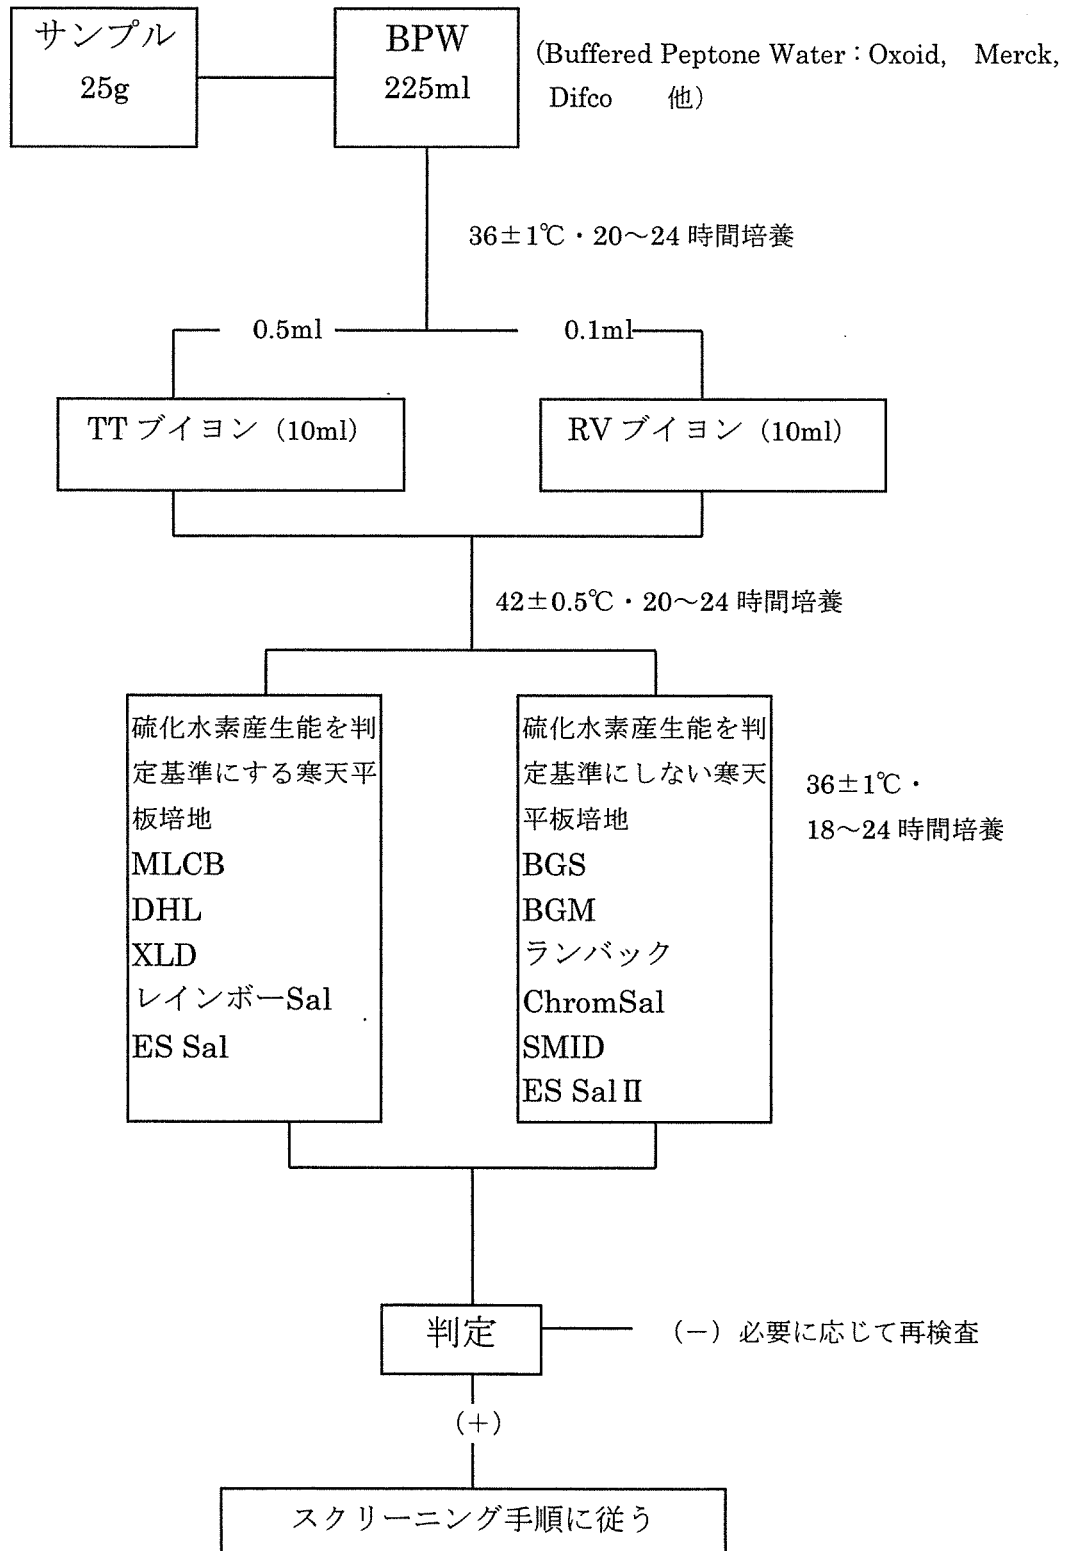 サンプル
25g
BPW
225ml
(Buffered Peptone Water:Oxoid, Merck,
Difco 他)
36±1℃・20~24 時間培養
0.5ml
0.1ml
TT ブイヨン (10ml)
RV ブイヨン (10ml)
42±0.5℃・20~24 時間培養
硫化水素産生能を判
定基準にする寒天平
板培地
MLCB
DHL
XLD
レインボーSal
ES Sal
硫化水素産生能を判
定基準にしない寒天
平板培地
BGS
BGM
ランバック
ChromSal
SMID
ES Sal Ⅱ
36±1℃・
18~24 時間培養
判定
(-) 必要に応じて再検査
(+)
スクリーニング手順に従う